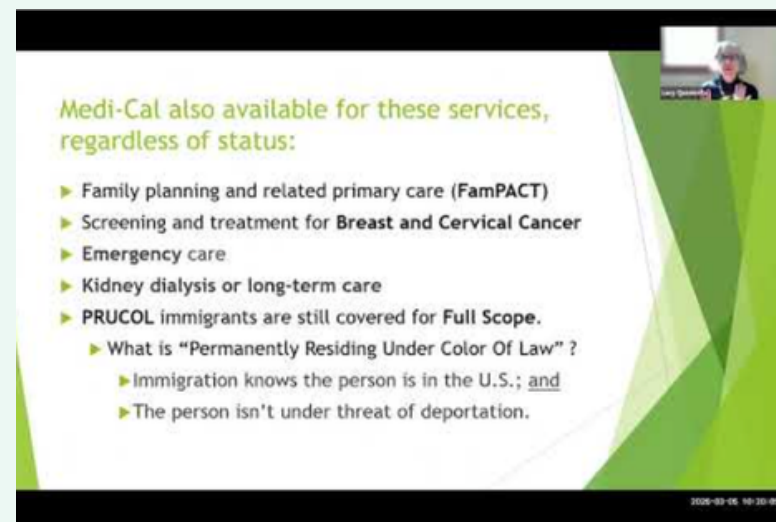 Medi-Cal also available for these services,
regardless of status:
Family planning and related primary care (FamPACT)
Screening and treatment for Breast and Cervical Cancer
Emergency care
Kidney dialysis or long-term care
PRUCOL immigrants are still covered for Full Scope.
What is “Permanently Residing Under Color Of Law” ?
Immigration knows the person is in the U.S.; and
The person isn’t under threat of deportation.
Lucy